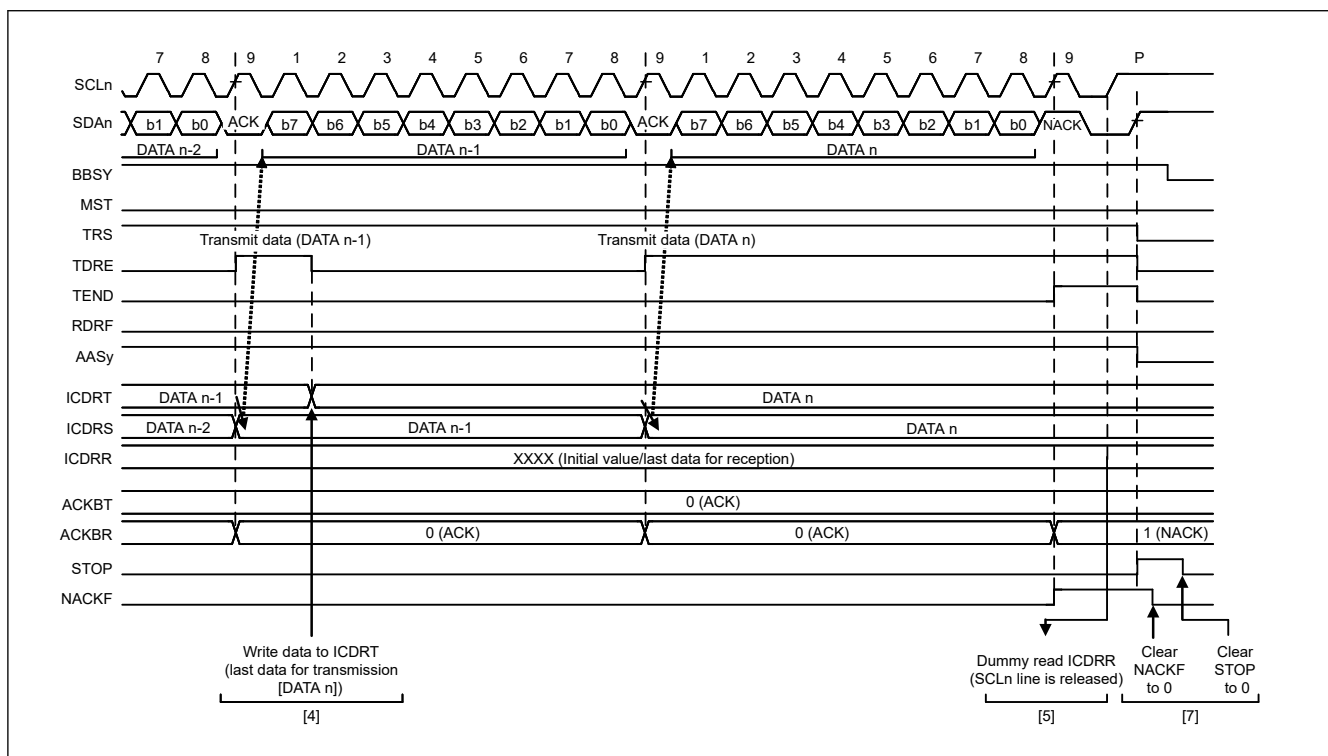 7 8 9 1 2 3 4 5 6 7 8 9 1 2 3 4 5 6 7 8 9 P
SCLn
SDAn b1 b0 ACK b7 b6 b5 b4 b3 b2 b1 b0 ACK b7 b6 b5 b4 b3 b2 b1 b0 NACK
DATA n-2 DATA n-1 DATA n
BBSY
MST
TRS
Transmit data (DATA n-1) Transmit data (DATA n)
TDRE
TEND
RDRF
AASy
ICDRT DATA n-1 DATA n
ICDRS DATA n-2 DATA n-1 DATA n
ICDRR XXXX (Initial value/last data for reception)
ACKBT 0 (ACK)
ACKBR 0 (ACK) 0 (ACK) 1 (NACK)
STOP
NACKF
Write data to ICDRT
(last data for transmission
[DATA n])
[4]
Dummy read ICDRR
(SCLn line is released)
[5]
Clear
NACKF
to 0
Clear
STOP
to 0
[7]